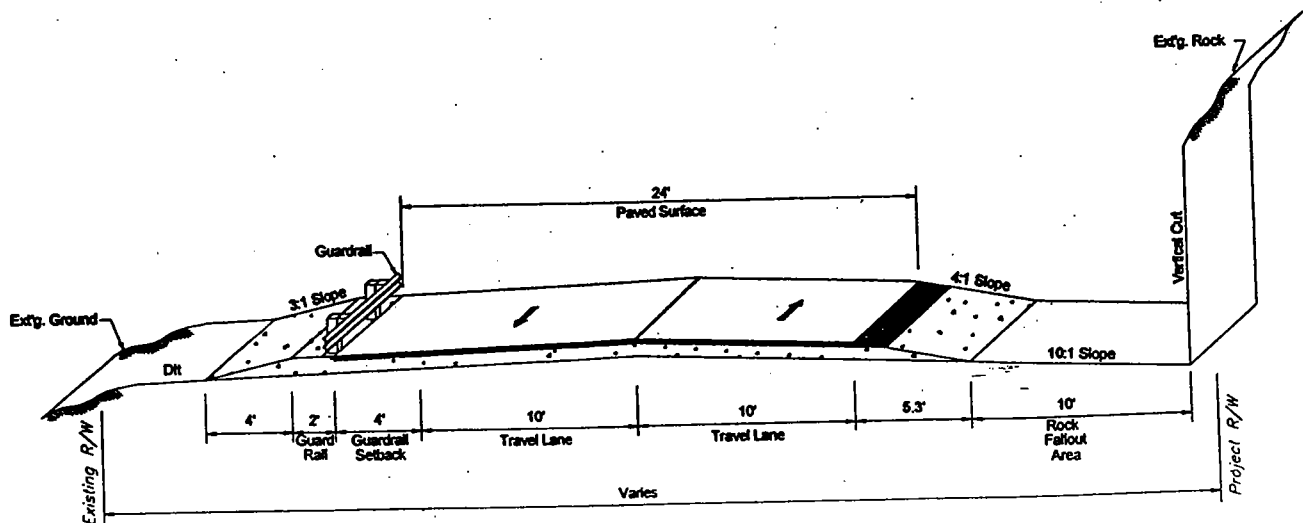 Ext'g. Rock
24'
Paved Surface
Guardrail
3:1 Slope
4:1 Slope
Vertical Cut
Ext'g. Ground
Dit
10:1 Slope
4'
2'
Guard
Rail
4'
Guardrail
Setback
10'
Travel Lane
10'
Travel Lane
5.3'
10'
Rock
Fallout
Area
Existing R/W
Varies
Project R/W